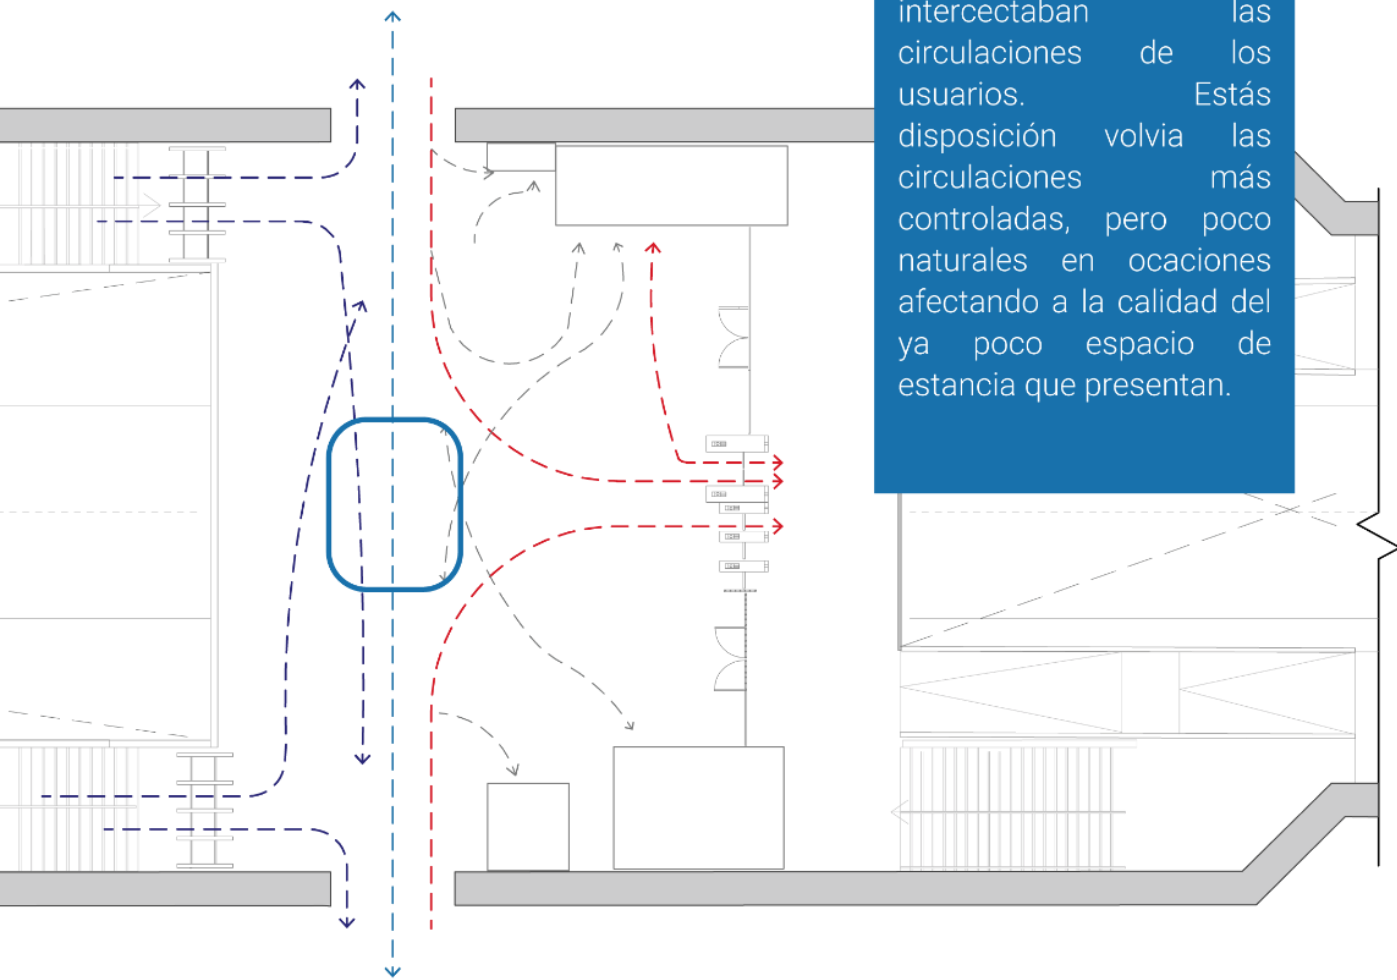 intercectaban las
circulaciones de los
usuarios. Estás
disposición volvia las
circulaciones más
controladas, pero poco
naturales en ocaciones
afectando a la calidad del
ya poco espacio de
estancia que presentan.